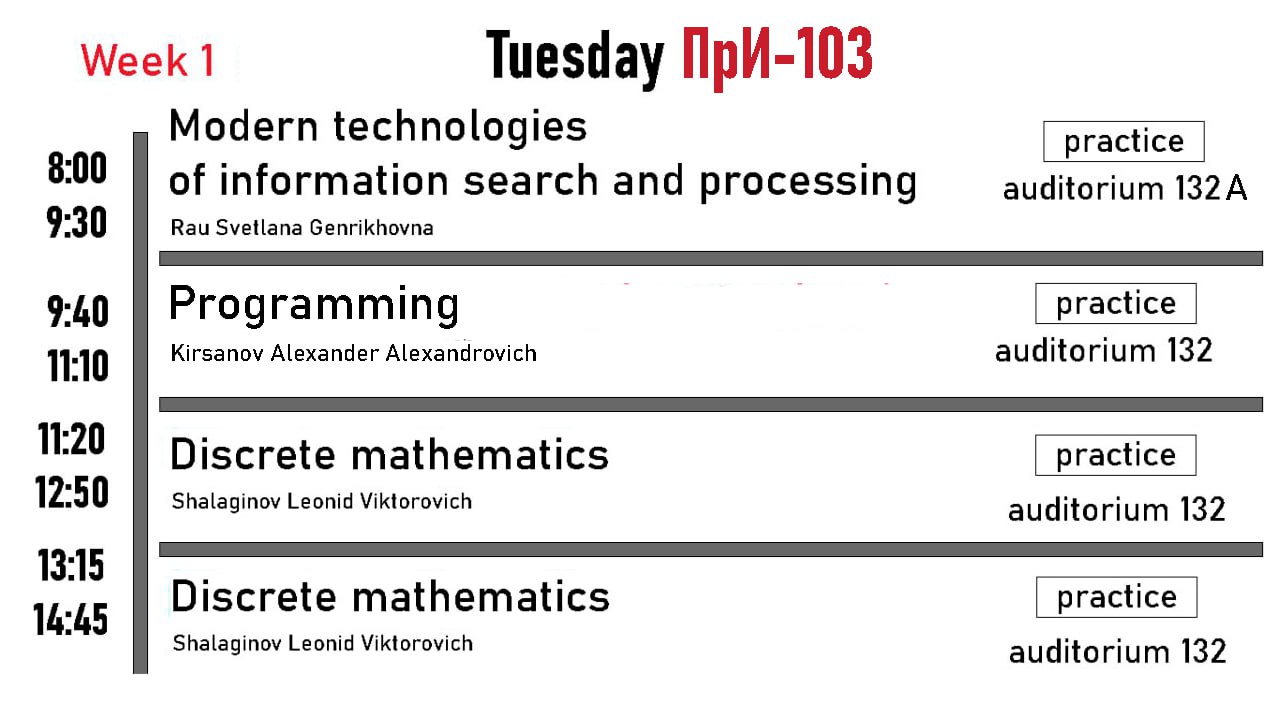 Week 1
Tuesday ПрИ-103
8:00
9:30
Modern technologies
of information search and processing
Rau Svetlana Genrikhovna
practice
auditorium 132 A
9:40
11:10
Programming
Kirsanov Alexander Alexandrovich
practice
auditorium 132
11:20
12:50
Discrete mathematics
Shalaginov Leonid Viktorovich
practice
auditorium 132
13:15
14:45
Discrete mathematics
Shalaginov Leonid Viktorovich
practice
auditorium 132